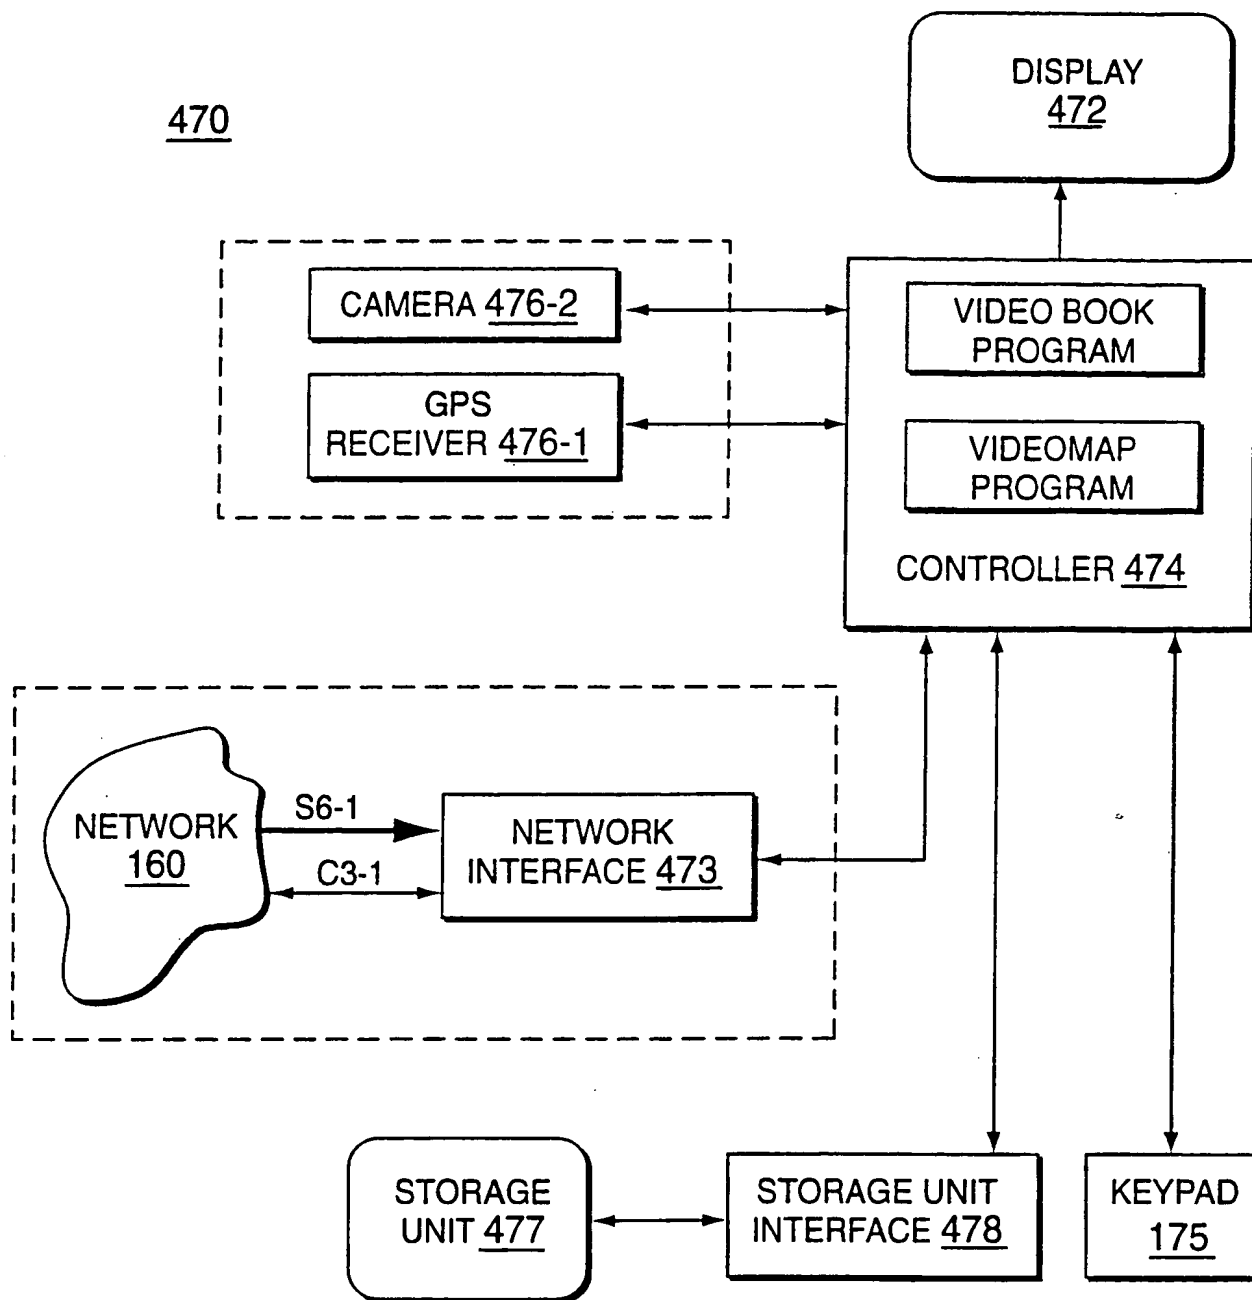 DISPLAY
472
470
CAMERA 476-2
GPS
RECEIVER 476-1
VIDEO BOOK
PROGRAM
VIDEOMAP
PROGRAM
CONTROLLER 474
NETWORK
160
S6-1
C3-1
NETWORK
INTERFACE 473
STORAGE
UNIT 477
STORAGE UNIT
INTERFACE 478
KEYPAD
175